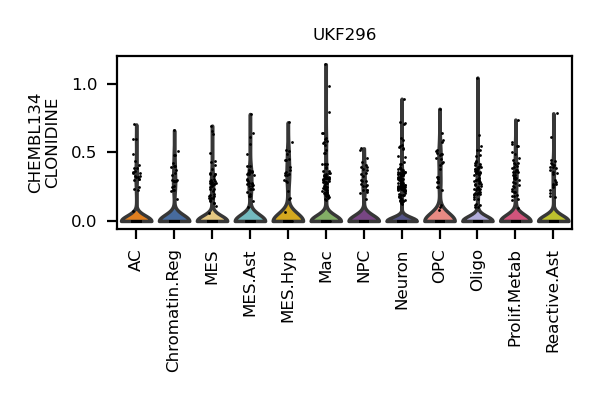 UKF296
CHEMBL134
CLONIDINE
1.0
0.5
0.0
AC
Chromatin.Reg
MES
MES.Ast
MES.Hyp
Mac
NPC
Neuron
OPC
Oligo
Prolif.Metab
Reactive.Ast